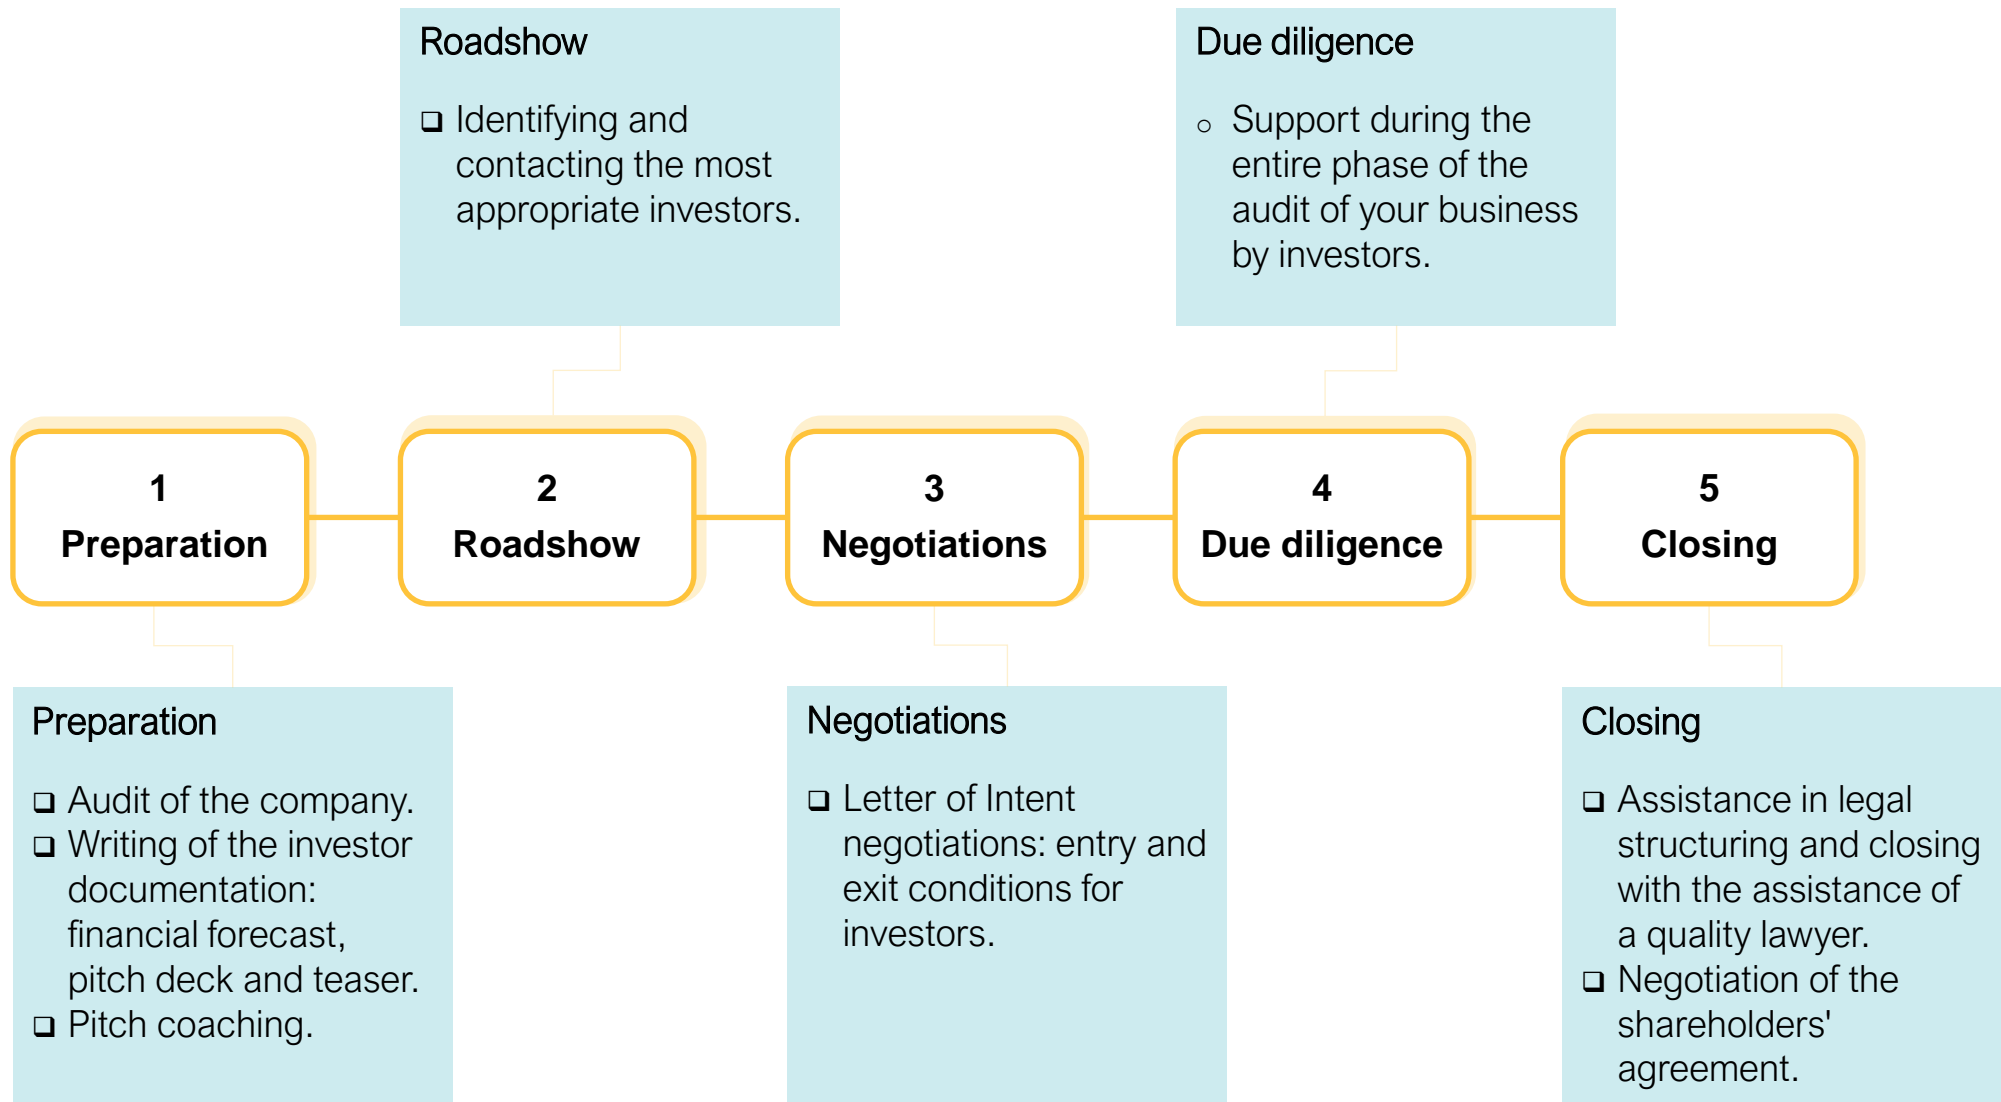 Roadshow
❑ Identifying and
contacting the most
appropriate investors.
Due diligence
o Support during the
entire phase of the
audit of your business
by investors.
1
Preparation
2
Roadshow
3
Negotiations
4
Due diligence
5
Closing
Preparation
❑ Audit of the company.
❑ Writing of the investor
documentation:
financial forecast,
pitch deck and teaser.
❑ Pitch coaching.
Negotiations
❑ Letter of Intent
negotiations: entry and
exit conditions for
investors.
Closing
❑ Assistance in legal
structuring and closing
with the assistance of
a quality lawyer.
❑ Negotiation of the
shareholders'
agreement.